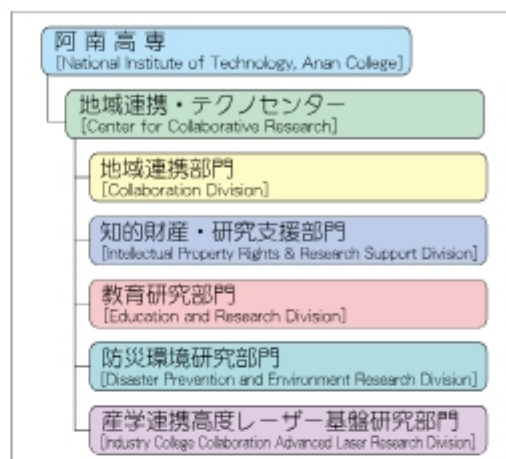 阿南高専
[National Institute of Technology, Anan College]
地域連携・テクノセンター
[Center for Collaborative Research]
地域連携部門
[Collaboration Division]
知的財産・研究支援部門
[Intellectual Property Rights & Research Support Division]
教育研究部門
[Education and Research Division]
防災環境研究部門
[Disaster Prevention and Environment Research Division]
産学連携高度レーザー基盤研究部門
[Industry College Collaboration Advanced Laser Research Division]